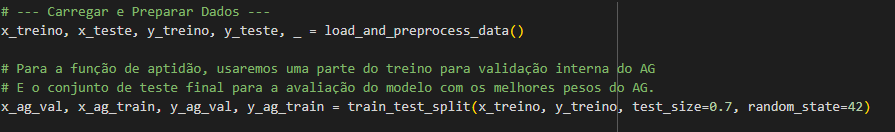 # --- Carregar e Preparar Dados ---
x_treino, x_teste, y_treino, y_teste, _ = load_and_preprocess_data()
# Para a função de aptidão, usaremos uma parte do treino para validação interna do AG
# E o conjunto de teste final para a avaliação do modelo com os melhores pesos do AG.
x_ag_val, x_ag_train, y_ag_val, y_ag_train = train_test_split(x_treino, y_treino, test_size=0.7, random_state=42)